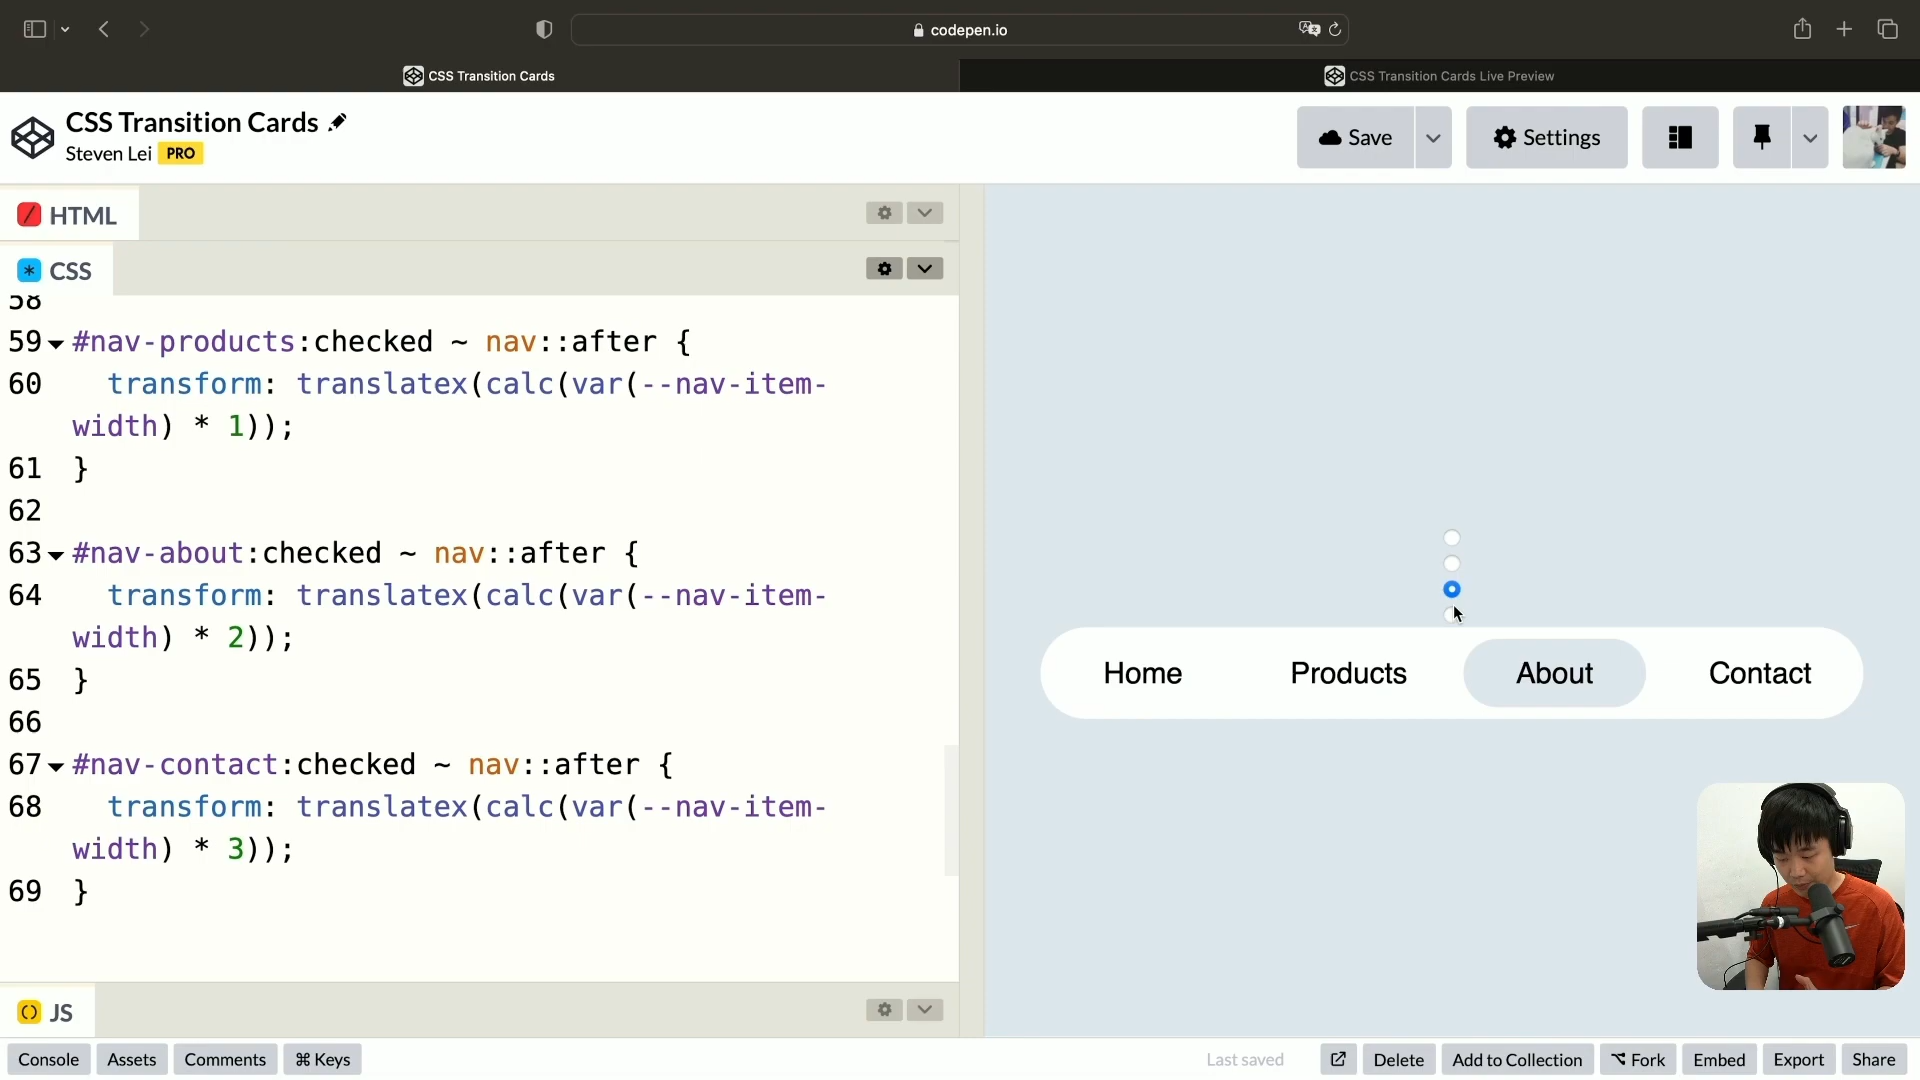 codepen.io
CSS Transition Cards
CSS Transition Cards Live Preview
CSS Transition Cards
Steven Lei PRO
Save
Settings
HTML
CSS
58
59 #nav-products:checked ~ nav::after {
60 transform: translatex(calc(var(--nav-item-
width) * 1));
61 }
62
63 #nav-about:checked ~ nav::after {
64 transform: translatex(calc(var(--nav-item-
width) * 2));
65 }
66
67 #nav-contact:checked ~ nav::after {
68 transform: translatex(calc(var(--nav-item-
width) * 3));
69 }
Home Products About Contact
JS
Console Assets Comments ⌘ Keys Last saved Delete Add to Collection Fork Embed Export Share